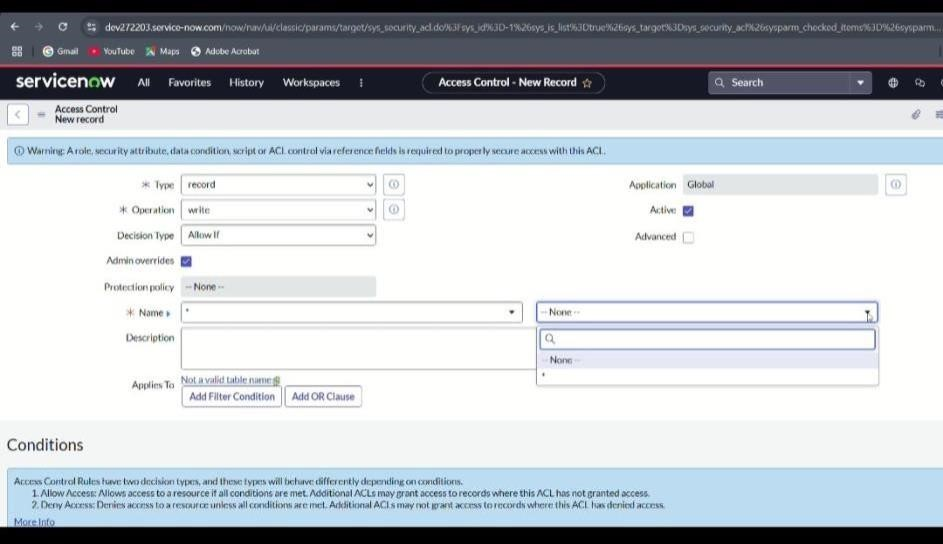 dev272203.service-now.com/now/nav/ui/classic/params/target/sys_security_acl.do%3Fsys_id%3D-1%26sys_is_list%3Dtrue%26sys_target%3Dsys_security_acl%26sysparm_checked_items%3D%26sysparm...
Gmail YouTube Maps Adobe Acrobat
servicenow All Favorites History Workspaces Access Control - New Record Search
Access Control
New record
Warning: A role, security attribute, data condition, script or ACL control via reference fields is required to properly secure access with this ACL.
* Type record Application Global
* Operation write Active
Decision Type Allow If Advanced
Admin overrides
Protection policy -- None --
* Name * -- None --
Description
-- None --
*
Applies To Not a valid table name
Add Filter Condition Add OR Clause
Conditions
Access Control Rules have two decision types, and these types will behave differently depending on conditions.
1. Allow Access: Allows access to a resource if all conditions are met. Additional ACLs may grant access to records where this ACL has not granted access.
2. Deny Access: Denies access to a resource unless all conditions are met. Additional ACLs may not grant access to records where this ACL has denied access.
More Info